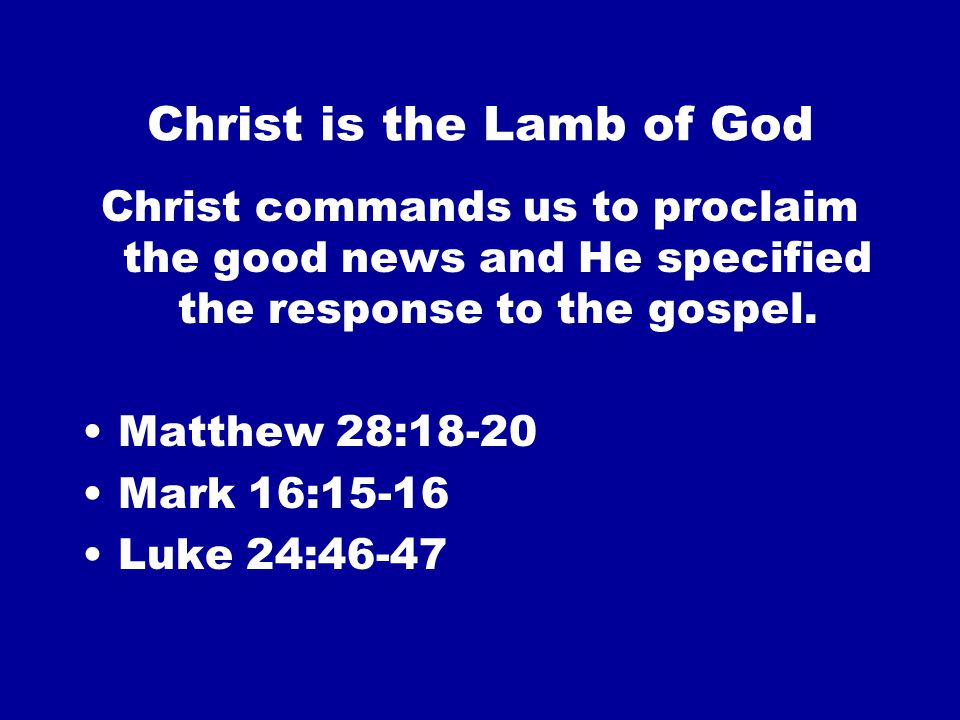 Christ is the Lamb of God
Christ commands us to proclaim
the good news and He specified
the response to the gospel.
• Matthew 28:18-20
• Mark 16:15-16
• Luke 24:46-47